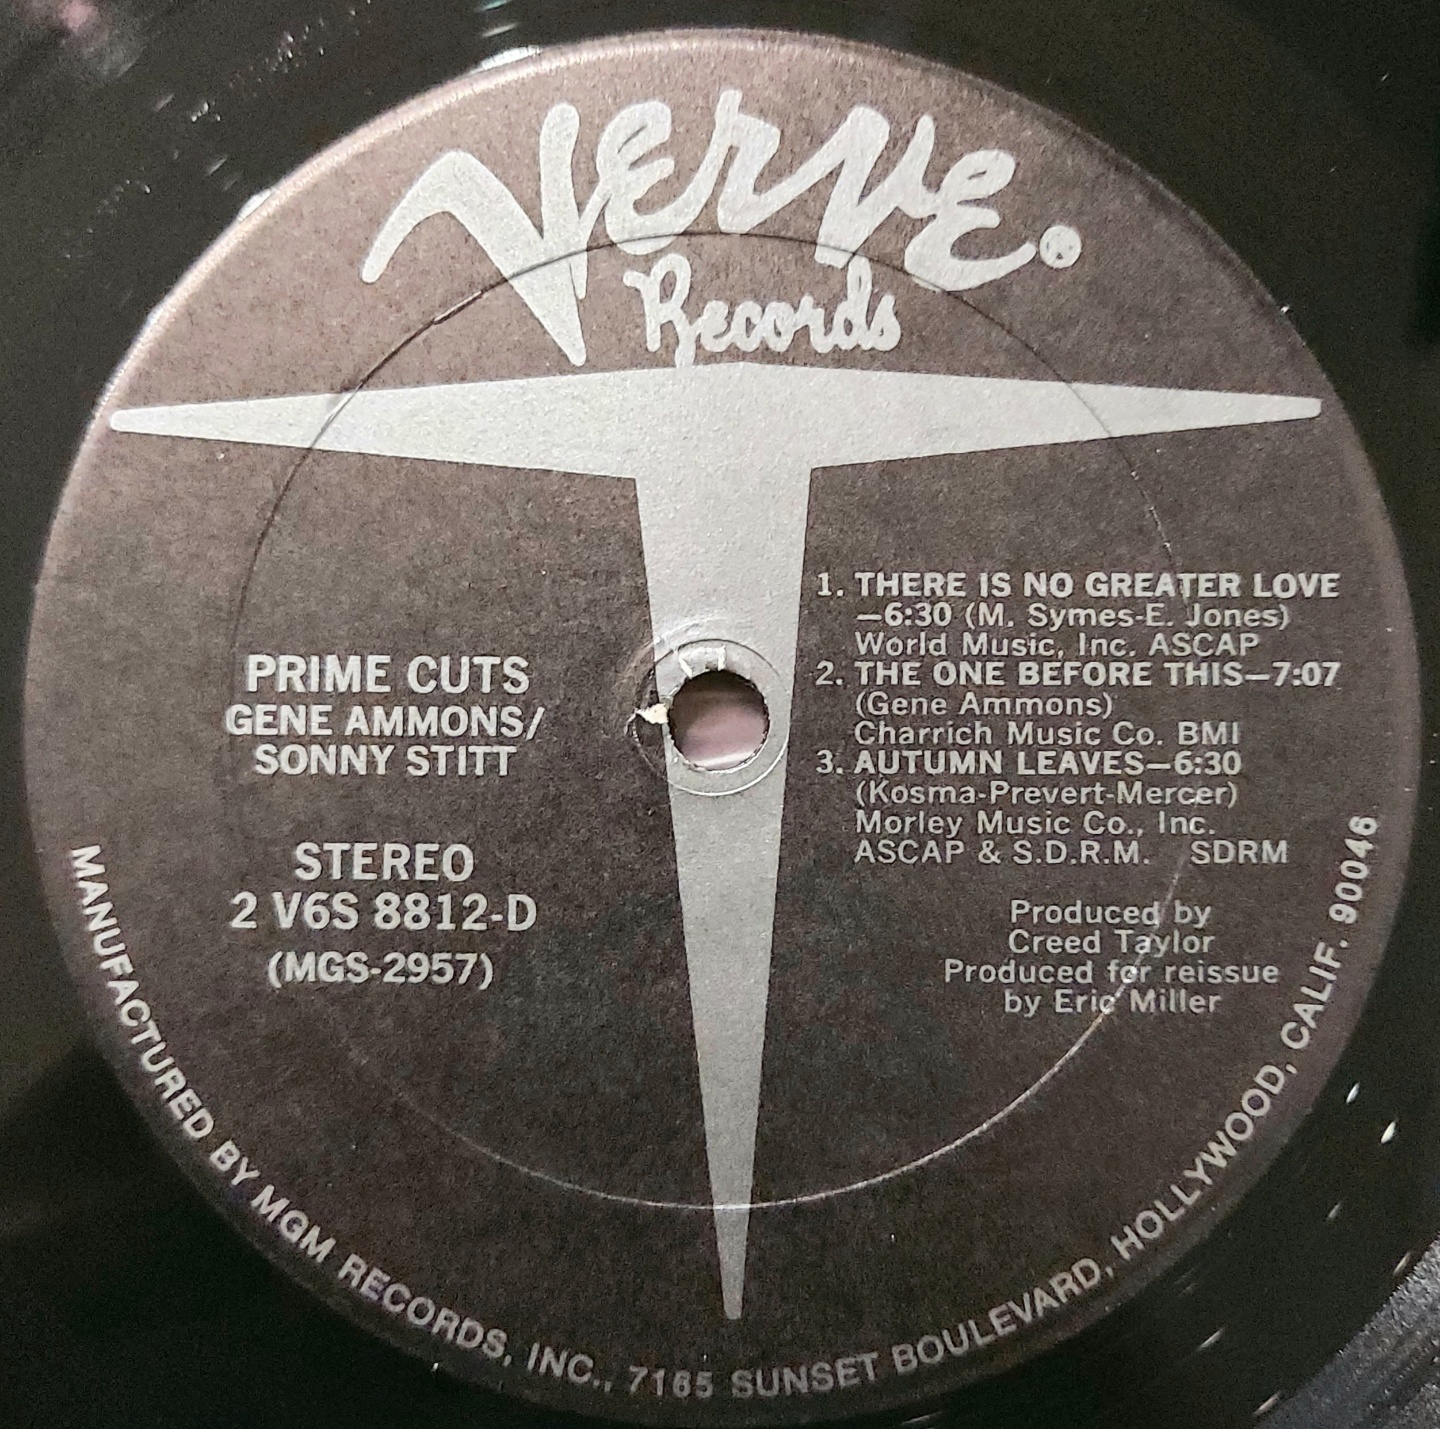 Verve®
Records
PRIME CUTS
GENE AMMONS/
SONNY STITT
STEREO
2 V6S 8812-D
(MGS-2957)
1. THERE IS NO GREATER LOVE
—6:30 (M. Symes-E. Jones)
World Music, Inc. ASCAP
2. THE ONE BEFORE THIS—7:07
(Gene Ammons)
Charrich Music Co. BMI
3. AUTUMN LEAVES—6:30
(Kosma-Prevert-Mercer)
Morley Music Co., Inc.
ASCAP & S.D.R.M. SDRM
Produced by
Creed Taylor
Produced for reissue
by Eric Miller
MANUFACTURED BY MGM RECORDS, INC., 7165 SUNSET BOULEVARD, HOLLYWOOD, CALIF. 90046